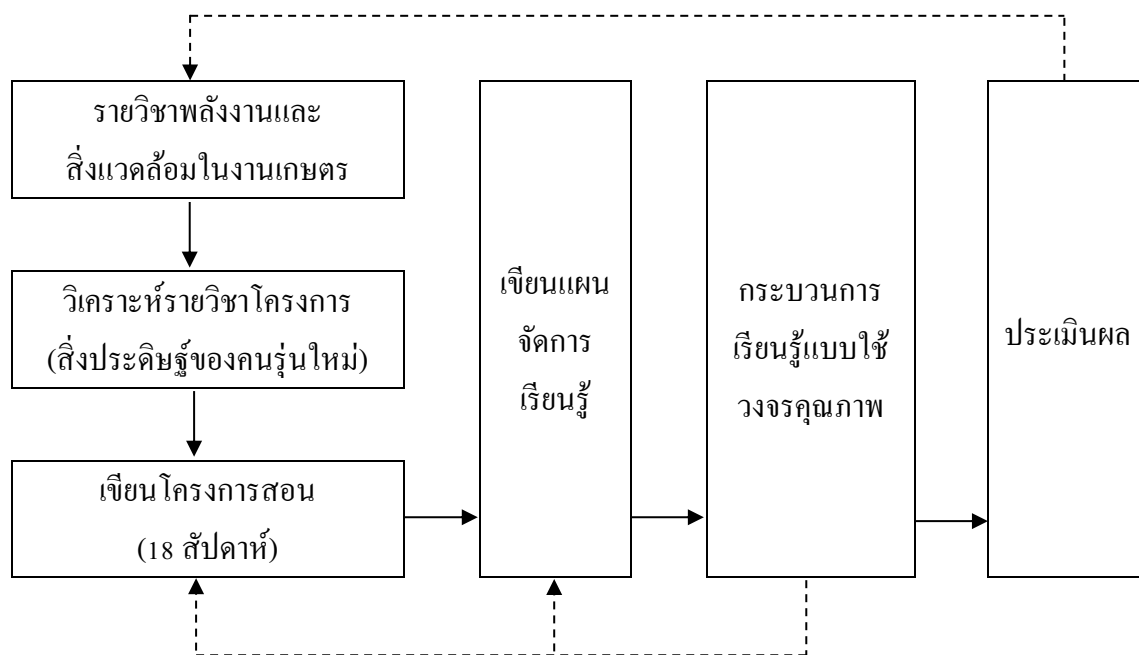 รายวิชาพลังงานและ
สิ่งแวดล้อมในงานเกษตร
วิเคราะห์รายวิชาโครงการ
(สิ่งประดิษฐ์ของคนรุ่นใหม่)
เขียนโครงการสอน
(18 สัปดาห์)
เขียนแผน
จัดการ
เรียนรู้
กระบวนการ
เรียนรู้แบบใช้
วงจรคุณภาพ
ประเมินผล